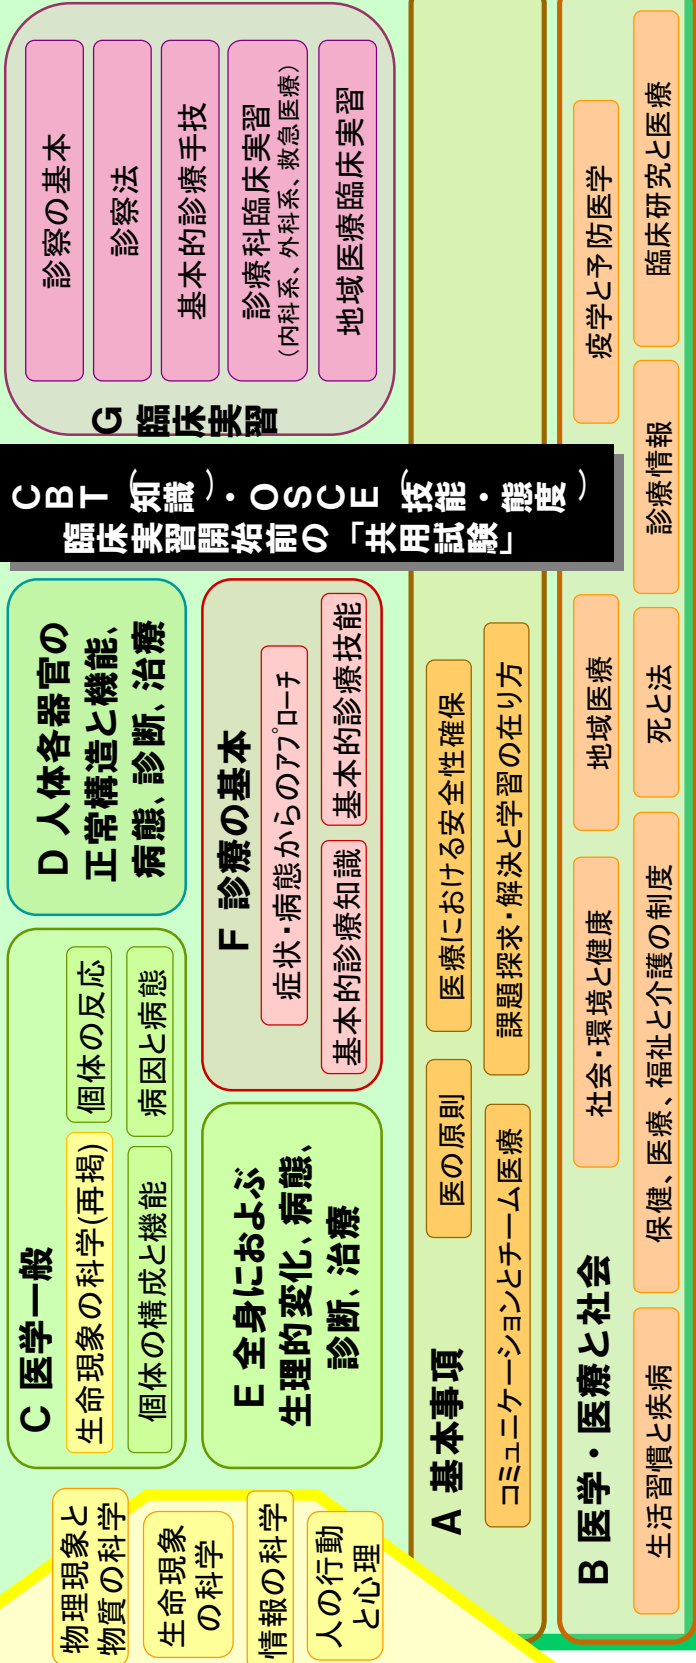 物理現象と
物質の科学
生命現象
の科学
情報の科学
人の行動
と心理
C 医学一般
生命現象の科学(再掲)
個体の反応
個体の構成と機能
病因と病態
D 人体各器官の
正常構造と機能、
病態、診断、治療
E 全身におよぶ
生理的変化、病態、
診断、治療
F 診療の基本
症状・病態からのアプローチ
基本的診療知識
基本的診療技能
CBT（知識）・OSCE（技能・態度）
臨床実習開始前の「共用試験」
G 臨床実習
診察の基本
診察法
基本的診療手技
診療科臨床実習
（内科系、外科系、救急医療）
地域医療臨床実習
A 基本事項
医の原則
医療における安全性確保
コミュニケーションとチーム医療
課題探求・解決と学習の在り方
B 医学・医療と社会
社会・環境と健康
地域医療
疫学と予防医学
生活習慣と疾病
保健、医療、福祉と介護の制度
死と法
診療情報
臨床研究と医療